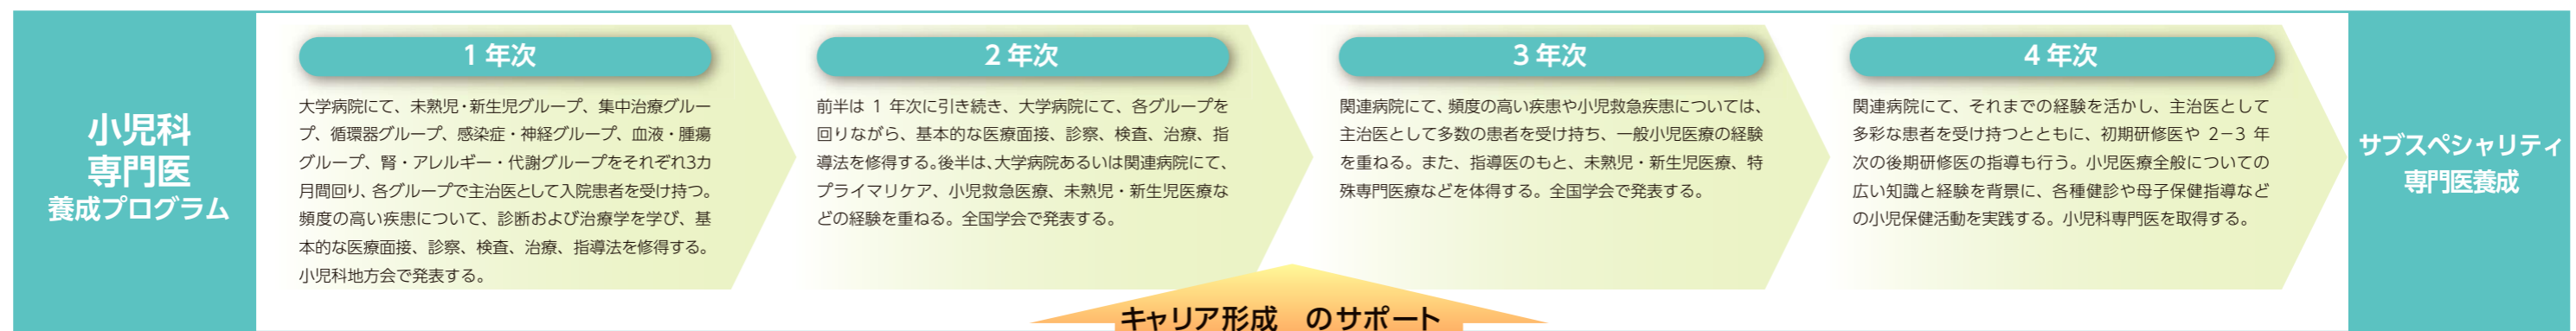 小児科
専門医
養成プログラム
1 年次
大学病院にて、未熟児・新生児グループ、集中治療グルー
プ、循環器グループ、感染症・神経グループ、血液・腫瘍
グループ、腎・アレルギー・代謝グループをそれぞれ3カ
月間回り、各グループで主治医として入院患者を受け持つ。
頻度の高い疾患について、診断および治療学を学び、基
本的な医療面接、診察、検査、治療、指導法を修得する。
小児科地方会で発表する。
2 年次
前半は 1 年次に引き続き、大学病院にて、各グループを
回りながら、基本的な医療面接、診察、検査、治療、指
導法を修得する。後半は、大学病院あるいは関連病院にて、
プライマリケア、小児救急医療、未熟児・新生児医療な
どの経験を重ねる。全国学会で発表する。
3 年次
関連病院にて、頻度の高い疾患や小児救急疾患については、
主治医として多数の患者を受け持ち、一般小児医療の経験
を重ねる。また、指導医のもと、未熟児・新生児医療、特
殊専門医療などを体得する。全国学会で発表する。
4 年次
関連病院にて、それまでの経験を活かし、主治医として
多彩な患者を受け持つとともに、初期研修医や 2−3 年
次の後期研修医の指導も行う。小児医療全般についての
広い知識と経験を背景に、各種健診や母子保健指導など
の小児保健活動を実践する。小児科専門医を取得する。
サブスペシャリティ
専門医養成
キャリア形成　のサポート